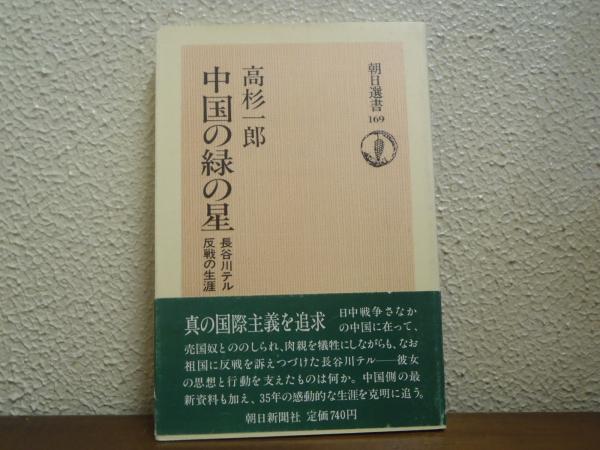 朝日選書
169
高杉一郎
中国の緑の星
長谷川テル
反戦の生涯
真の国際主義を追求
日中戦争さなか
の中国に在って、
売国奴とののしられ、肉親を犠牲にしながらも、なお
祖国に反戦を訴えつづけた長谷川テル――彼女
の思想と行動を支えたものは何か。中国側の最
新資料も加え、35年の感動的な生涯を克明に追う。
朝日新聞社 定価740円